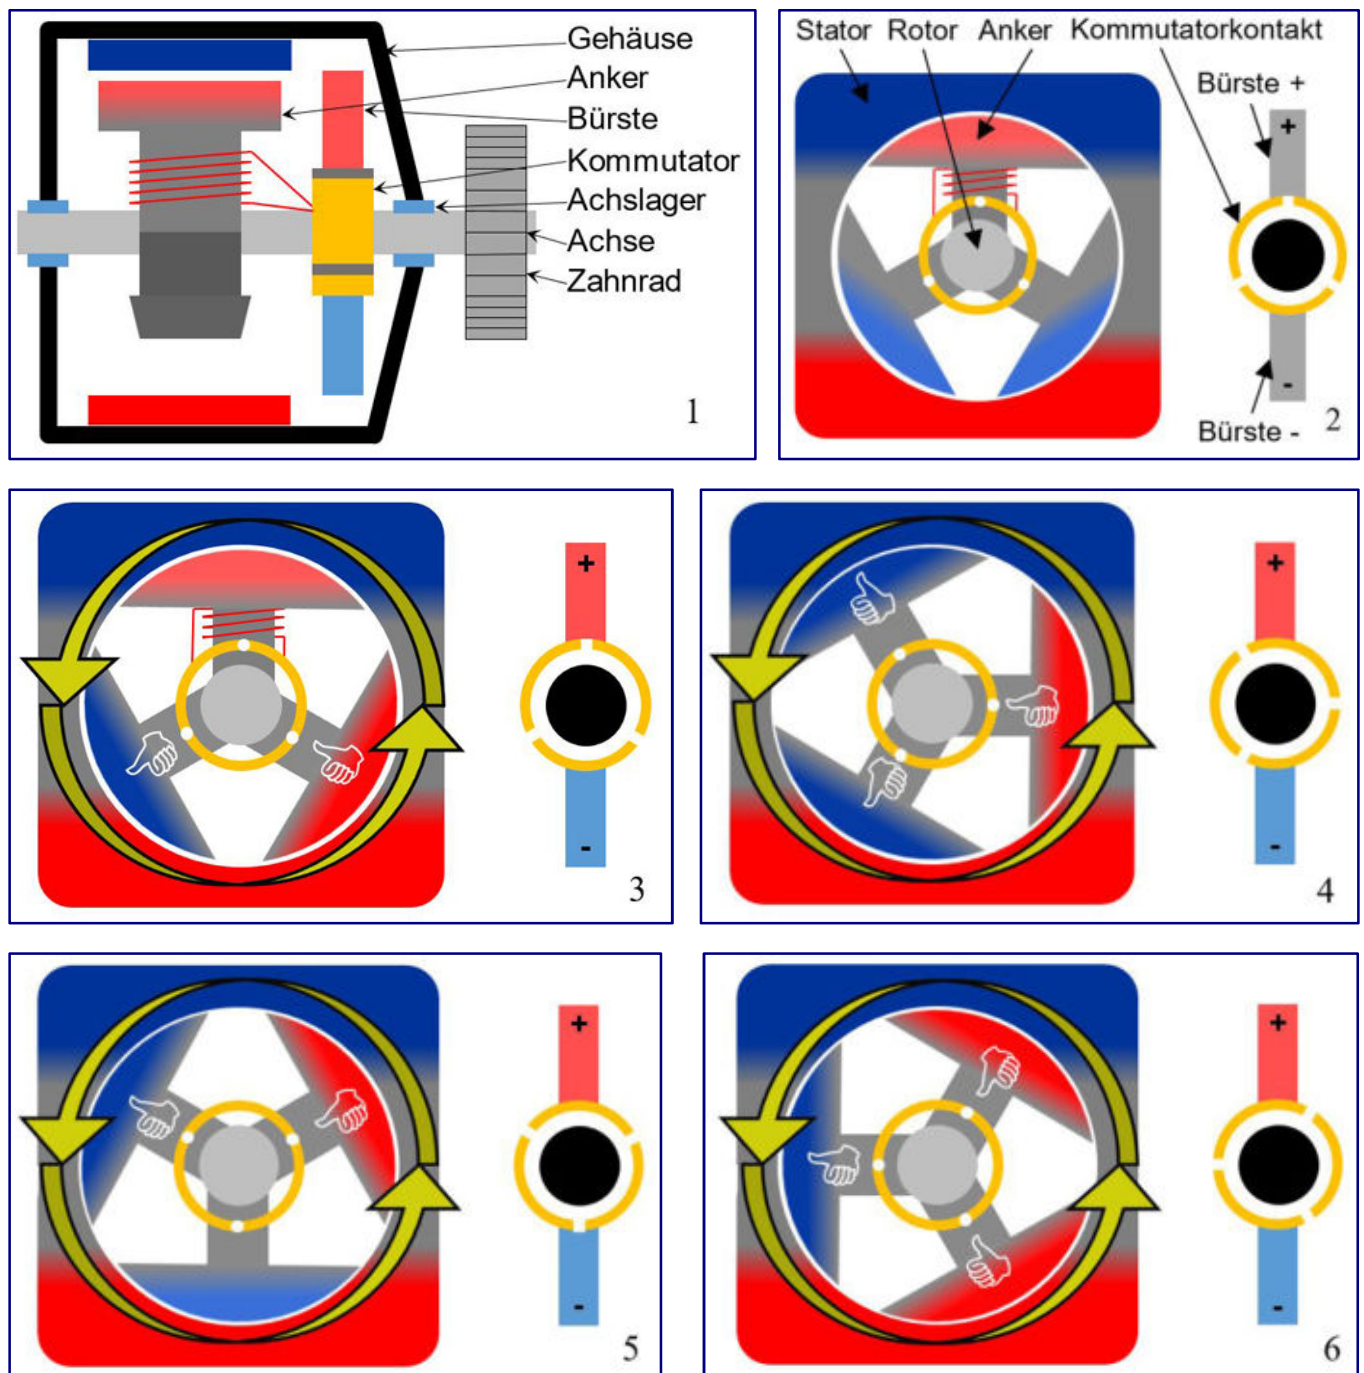 Gehäuse
Anker
Bürste
Kommutator
Achslager
Achse
Zahnrad
1
Stator Rotor Anker Kommutatorkontakt
Bürste +
+
-
Bürste -
2
+
-
3
+
-
4
+
-
5
+
-
6